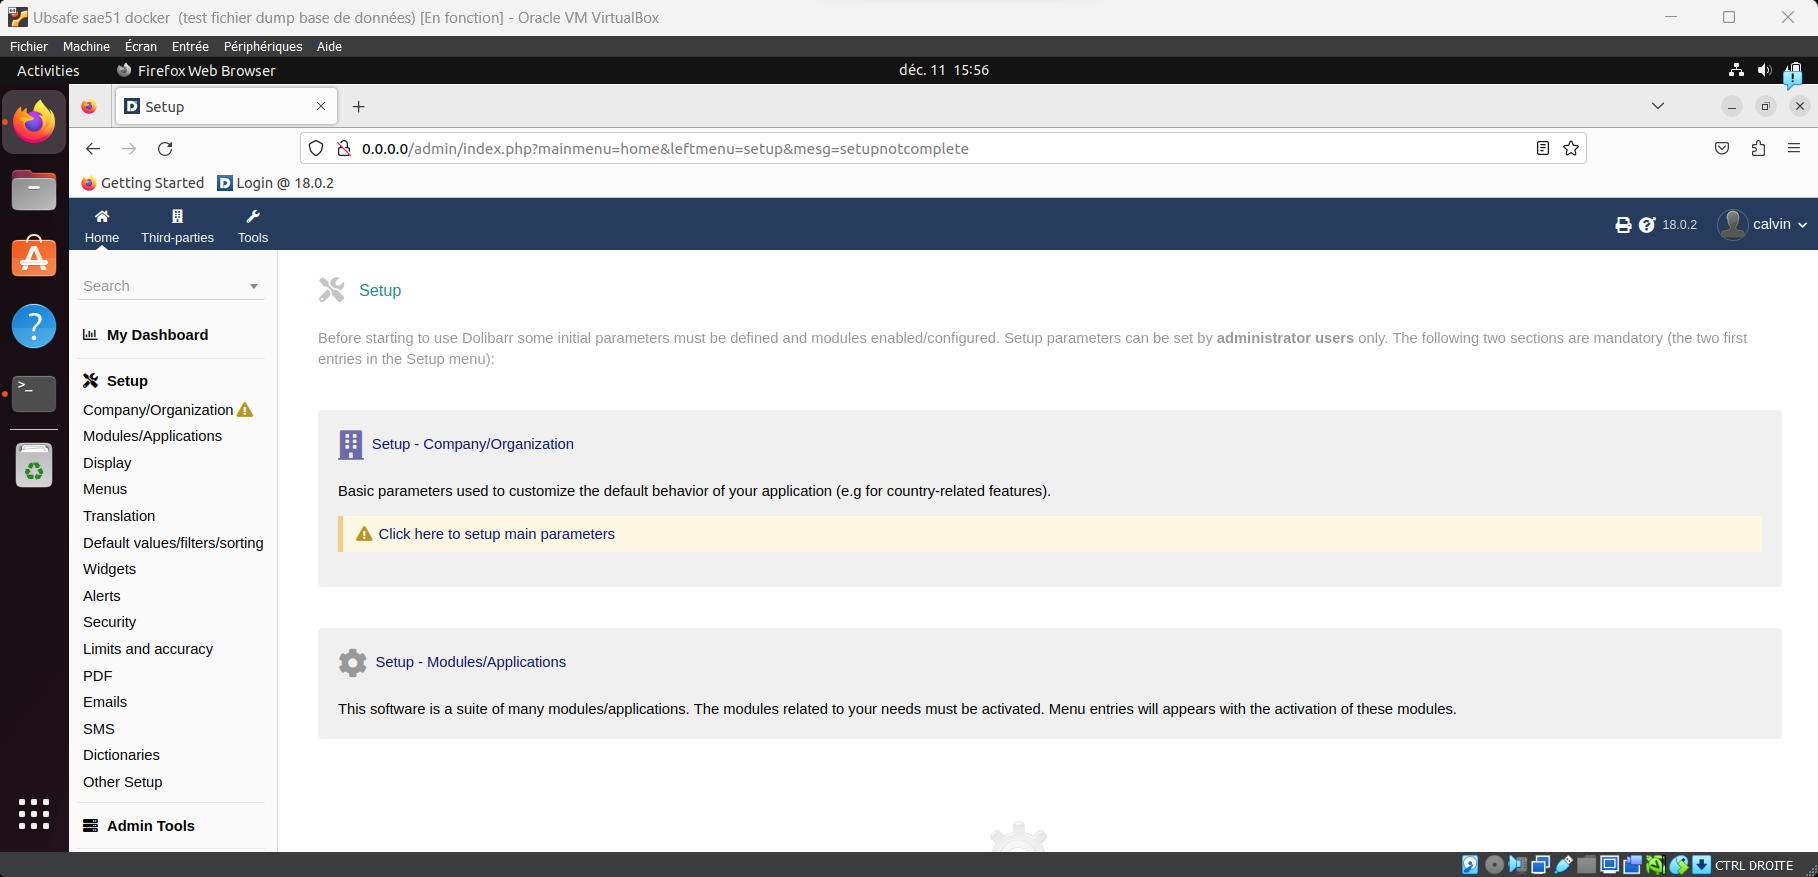 Ubsafe sae51 docker  (test fichier dump base de données) [En fonction] - Oracle VM VirtualBox
Fichier Machine Écran Entrée Périphériques Aide
Activities Firefox Web Browser déc. 11 15:56
Setup
0.0.0.0/admin/index.php?mainmenu=home&leftmenu=setup&mesg=setupnotcomplete
Getting Started Login @ 18.0.2
Home Third-parties Tools 18.0.2 calvin
Search
My Dashboard
Setup
Company/Organization
Modules/Applications
Display
Menus
Translation
Default values/filters/sorting
Widgets
Alerts
Security
Limits and accuracy
PDF
Emails
SMS
Dictionaries
Other Setup
Admin Tools
Setup
Before starting to use Dolibarr some initial parameters must be defined and modules enabled/configured. Setup parameters can be set by administrator users only. The following two sections are mandatory (the two first
entries in the Setup menu):
Setup - Company/Organization
Basic parameters used to customize the default behavior of your application (e.g for country-related features).
Click here to setup main parameters
Setup - Modules/Applications
This software is a suite of many modules/applications. The modules related to your needs must be activated. Menu entries will appears with the activation of these modules.
CTRL DROITE